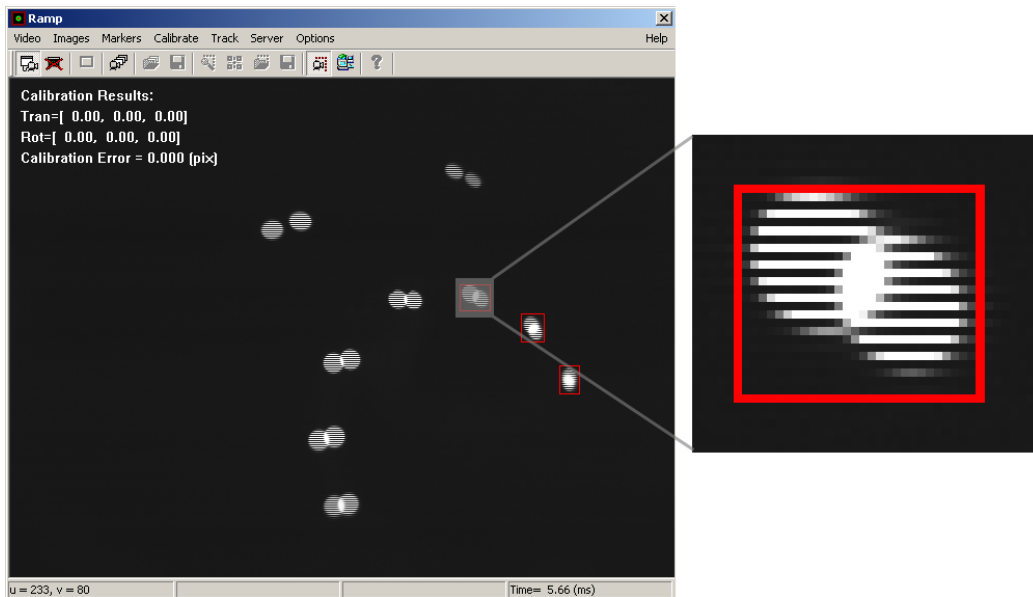 Ramp
Video Images Markers Calibrate Track Server Options Help
Calibration Results:
Tran=[ 0.00, 0.00, 0.00]
Rot=[ 0.00, 0.00, 0.00]
Calibration Error = 0.000 (pix)
u = 233, v = 80 Time= 5.66 (ms)